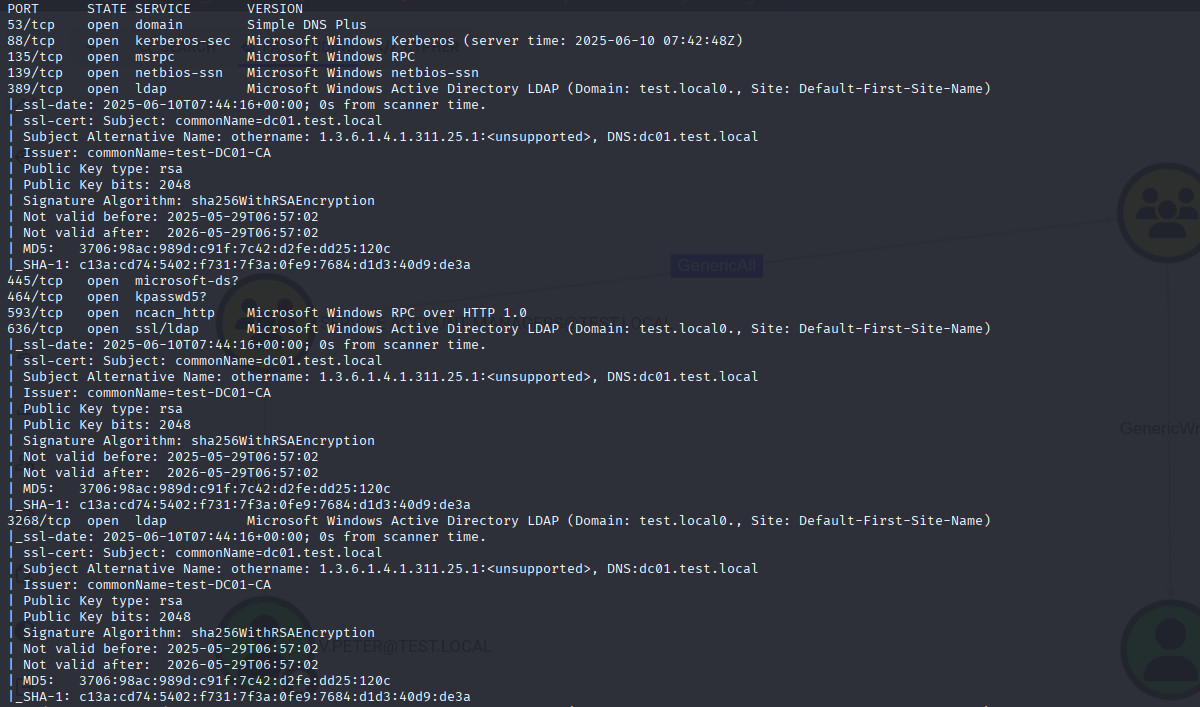 PORT     STATE SERVICE       VERSION
53/tcp   open  domain        Simple DNS Plus
88/tcp   open  kerberos-sec  Microsoft Windows Kerberos (server time: 2025-06-10 07:42:48Z)
135/tcp  open  msrpc         Microsoft Windows RPC
139/tcp  open  netbios-ssn   Microsoft Windows netbios-ssn
389/tcp  open  ldap          Microsoft Windows Active Directory LDAP (Domain: test.local0., Site: Default-First-Site-Name)
|_ssl-date: 2025-06-10T07:44:16+00:00; 0s from scanner time.
| ssl-cert: Subject: commonName=dc01.test.local
| Subject Alternative Name: othername: 1.3.6.1.4.1.311.25.1:<unsupported>, DNS:dc01.test.local
| Issuer: commonName=test-DC01-CA
| Public Key type: rsa
| Public Key bits: 2048
| Signature Algorithm: sha256WithRSAEncryption
| Not valid before: 2025-05-29T06:57:02
| Not valid after:  2026-05-29T06:57:02
| MD5:   3706:98ac:989d:c91f:7c42:d2fe:dd25:120c
|_SHA-1: c13a:cd74:5402:f731:7f3a:0fe9:7684:d1d3:40d9:de3a
GenericAll
445/tcp  open  microsoft-ds?
464/tcp  open  kpasswd5?
593/tcp  open  ncacn_http    Microsoft Windows RPC over HTTP 1.0
636/tcp  open  ssl/ldap      Microsoft Windows Active Directory LDAP (Domain: test.local0., Site: Default-First-Site-Name)
|_ssl-date: 2025-06-10T07:44:16+00:00; 0s from scanner time.
| ssl-cert: Subject: commonName=dc01.test.local
| Subject Alternative Name: othername: 1.3.6.1.4.1.311.25.1:<unsupported>, DNS:dc01.test.local
| Issuer: commonName=test-DC01-CA
| Public Key type: rsa
| Public Key bits: 2048
GenericWr
| Signature Algorithm: sha256WithRSAEncryption
| Not valid before: 2025-05-29T06:57:02
| Not valid after:  2026-05-29T06:57:02
| MD5:   3706:98ac:989d:c91f:7c42:d2fe:dd25:120c
|_SHA-1: c13a:cd74:5402:f731:7f3a:0fe9:7684:d1d3:40d9:de3a
3268/tcp open  ldap          Microsoft Windows Active Directory LDAP (Domain: test.local0., Site: Default-First-Site-Name)
|_ssl-date: 2025-06-10T07:44:16+00:00; 0s from scanner time.
| ssl-cert: Subject: commonName=dc01.test.local
| Subject Alternative Name: othername: 1.3.6.1.4.1.311.25.1:<unsupported>, DNS:dc01.test.local
| Issuer: commonName=test-DC01-CA
| Public Key type: rsa
| Public Key bits: 2048
| Signature Algorithm: sha256WithRSAEncryption
| Not valid before: 2025-05-29T06:57:02
V.PETER@TEST.LOCAL
| Not valid after:  2026-05-29T06:57:02
| MD5:   3706:98ac:989d:c91f:7c42:d2fe:dd25:120c
|_SHA-1: c13a:cd74:5402:f731:7f3a:0fe9:7684:d1d3:40d9:de3a